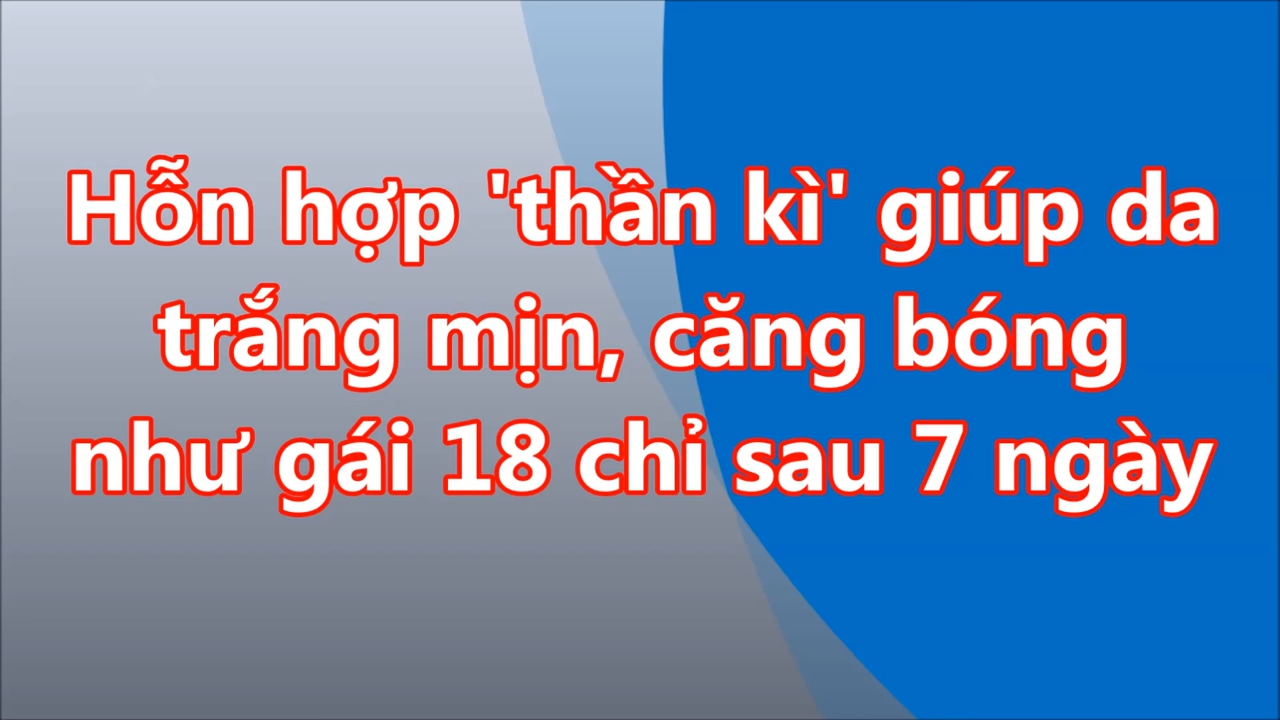 Hỗn hợp 'thần kì' giúp da
trắng mịn, căng bóng
như gái 18 chỉ sau 7 ngày